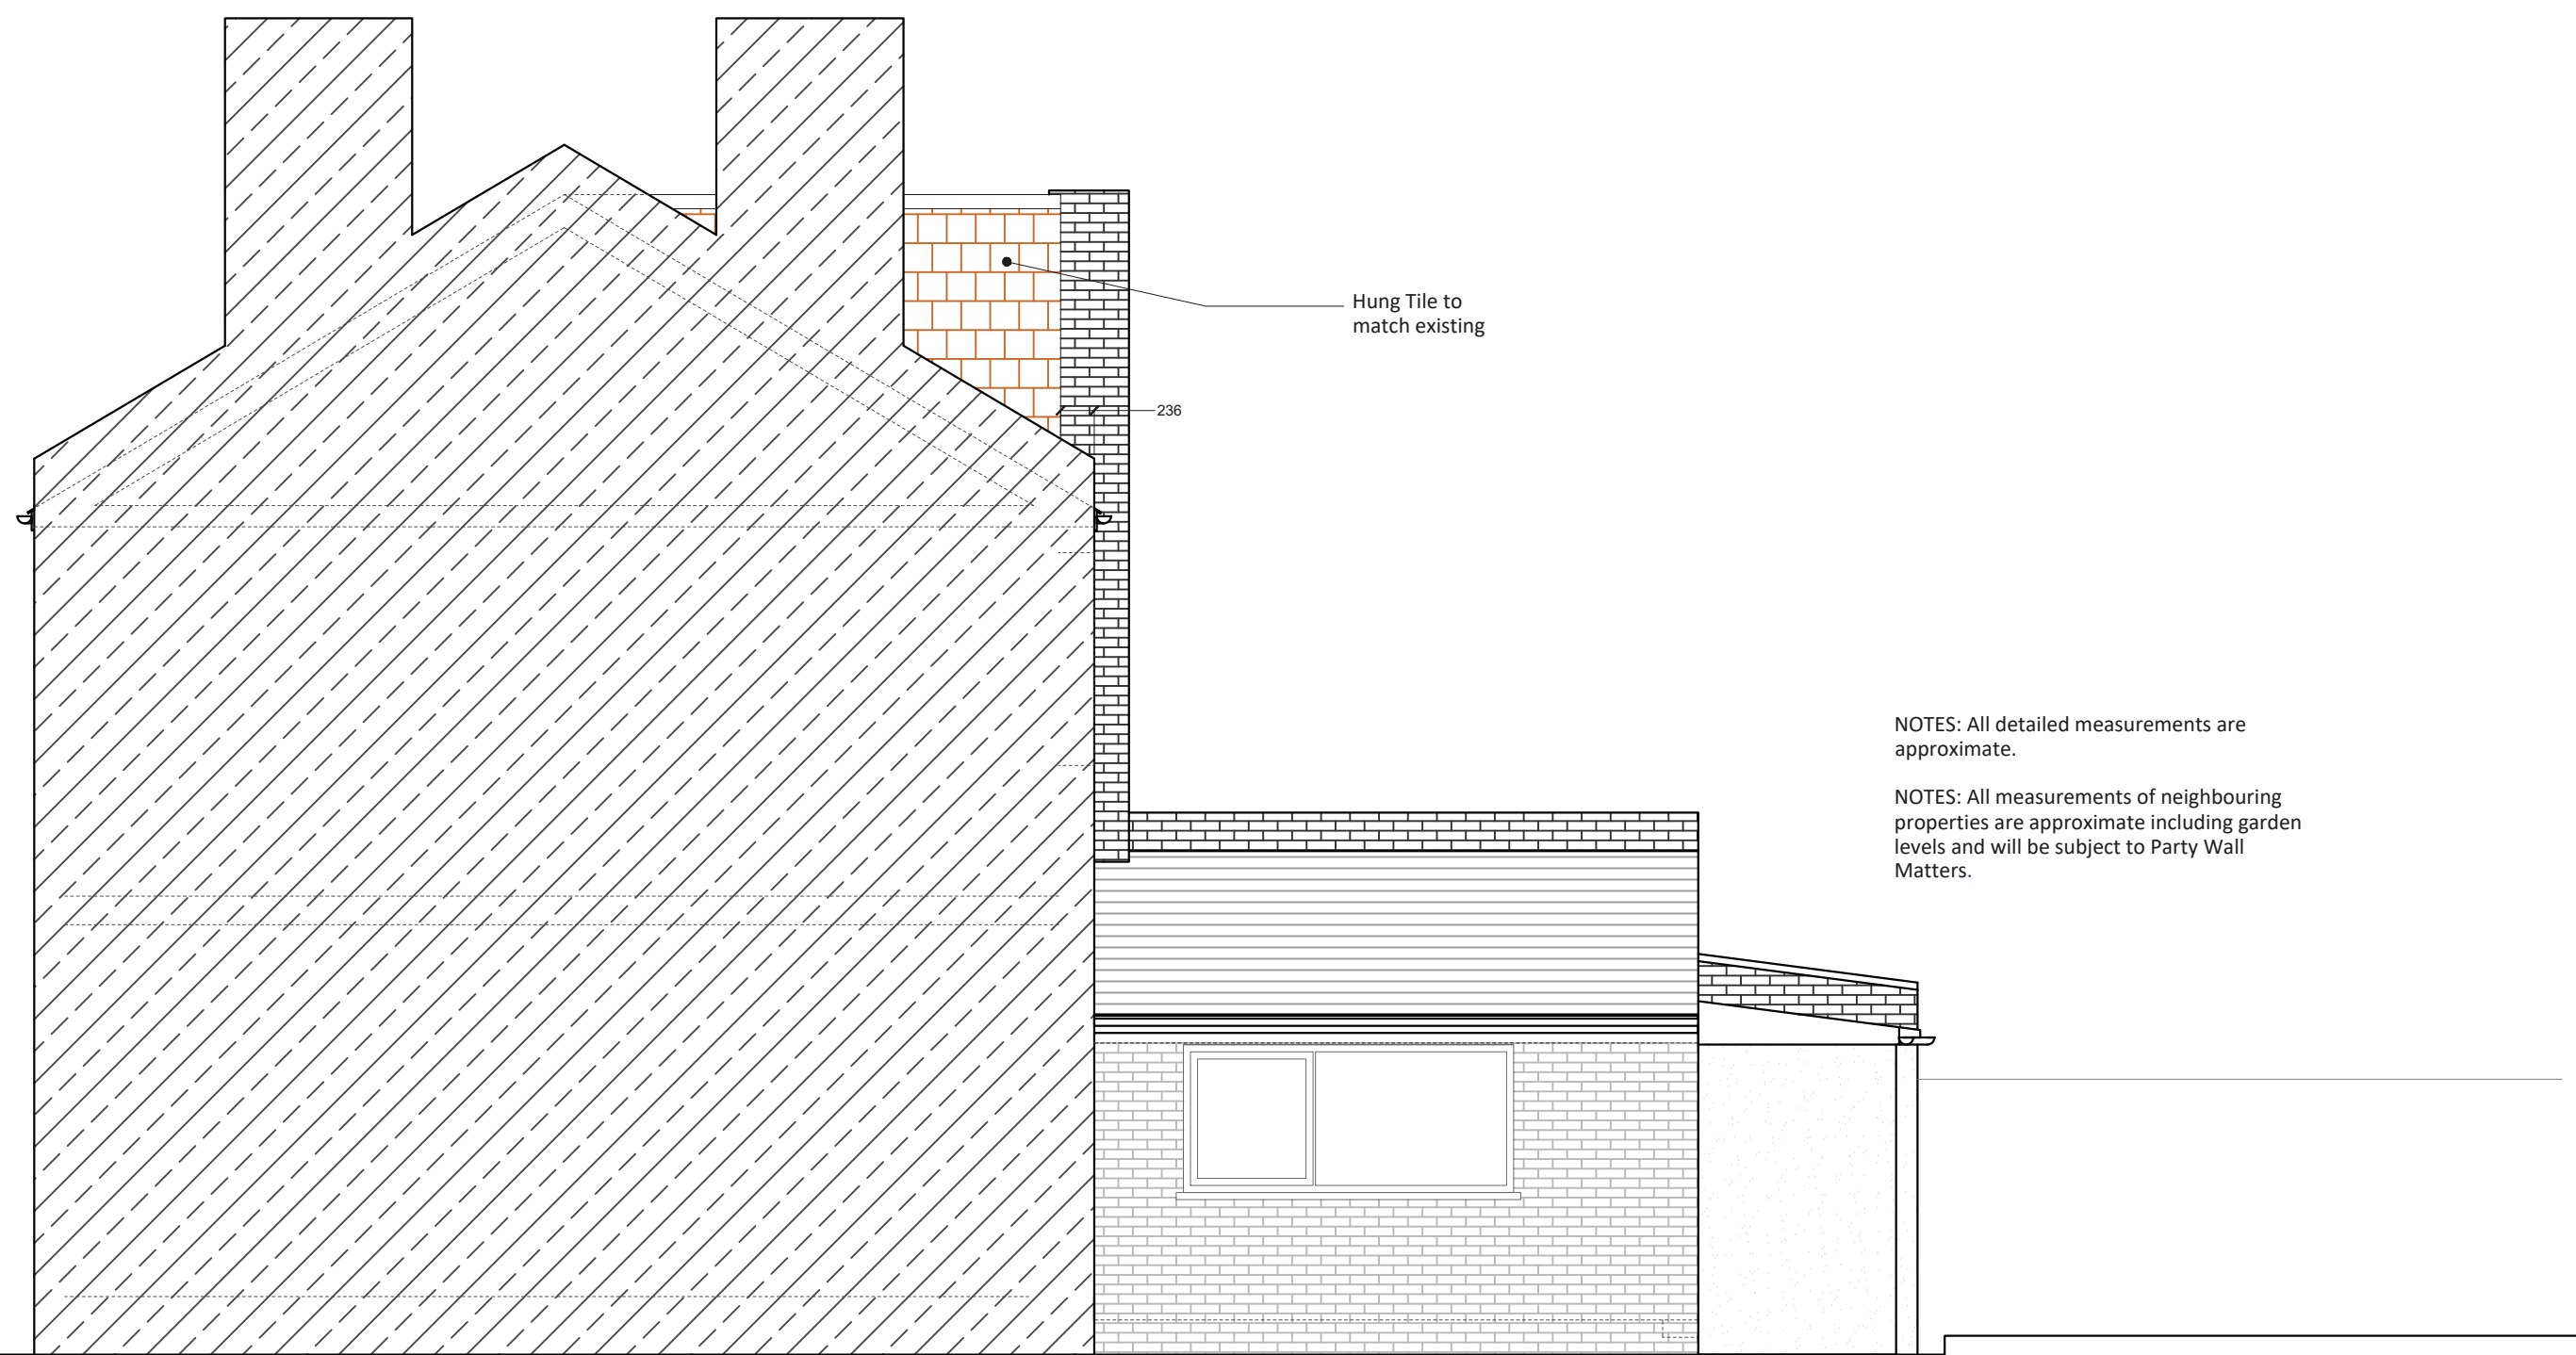 Hung Tile to
match existing
236
NOTES: All detailed measurements are
approximate.
NOTES: All measurements of neighbouring
properties are approximate including garden
levels and will be subject to Party Wall
Matters.